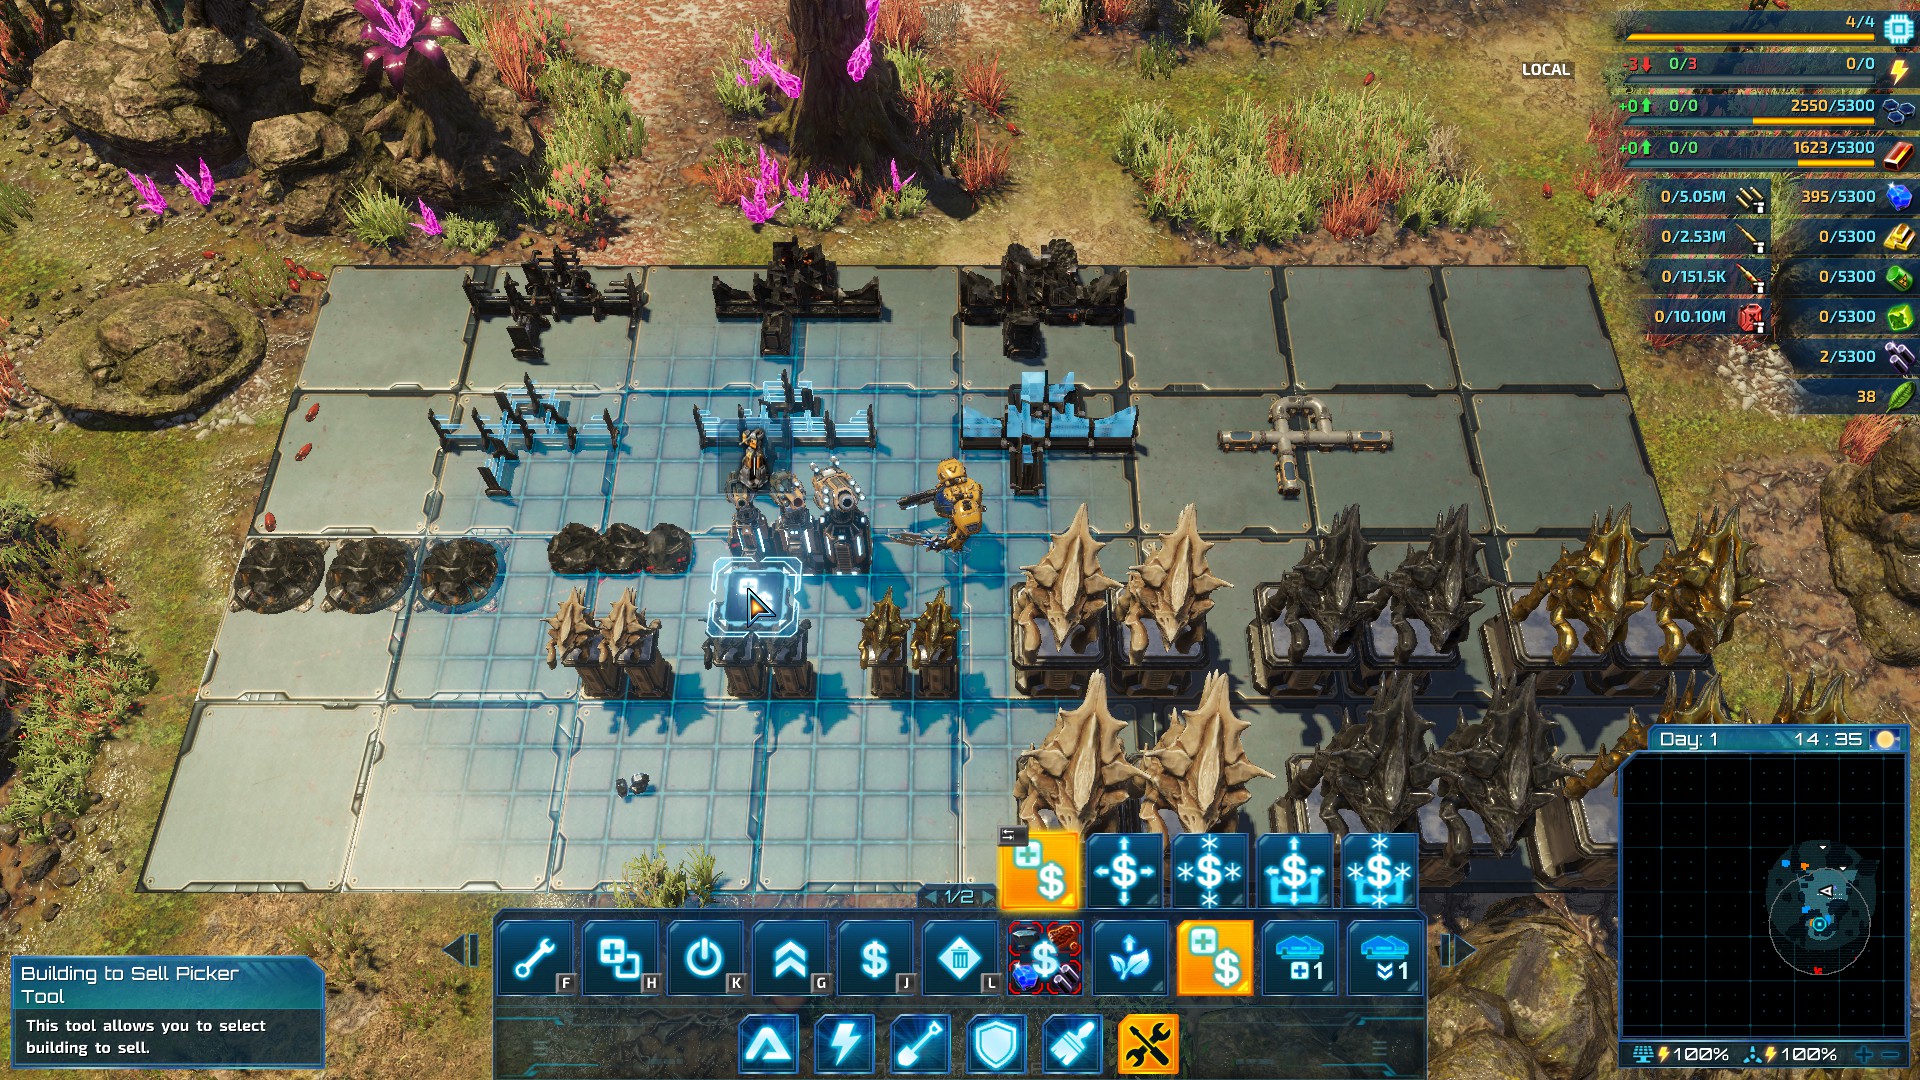 4/4
LOCAL
-3 0/3 0/0
+0 0/0 2550/5300
+0 0/0 1623/5300
0/5.05M 395/5300
0/2.53M 0/5300
0/151.5K 0/5300
0/10.10M 0/5300
2/5300
38
Day: 1 14:35
1/2
F
H
K
G
J
L
1
1
Building to Sell Picker
Tool
This tool allows you to select
building to sell.
100% 100%